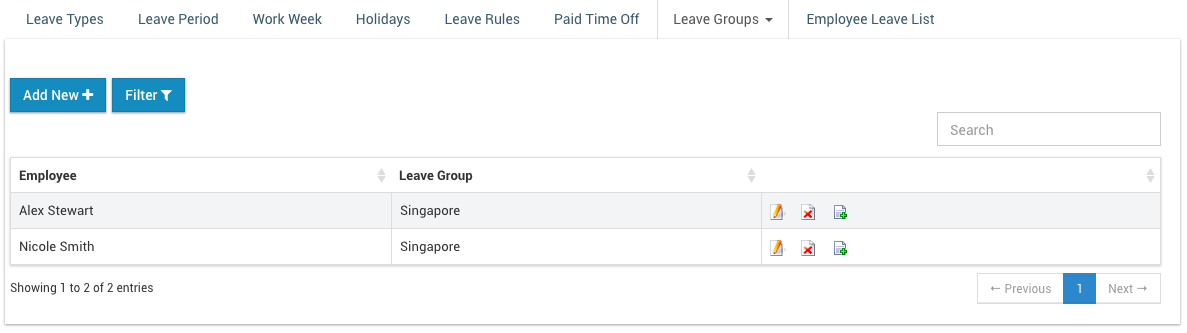 Leave Types Leave Period Work Week Holidays Leave Rules Paid Time Off Leave Groups Employee Leave List
Add New Filter
Search
Employee Leave Group
Alex Stewart Singapore
Nicole Smith Singapore
Showing 1 to 2 of 2 entries ← Previous 1 Next →